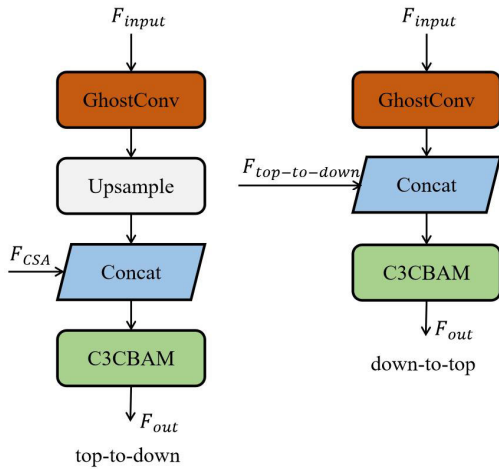 F_input
GhostConv
Upsample
F_CSA
Concat
C3CBAM
F_out
top-to-down
F_input
GhostConv
F_top-to-down
Concat
C3CBAM
F_out
down-to-top